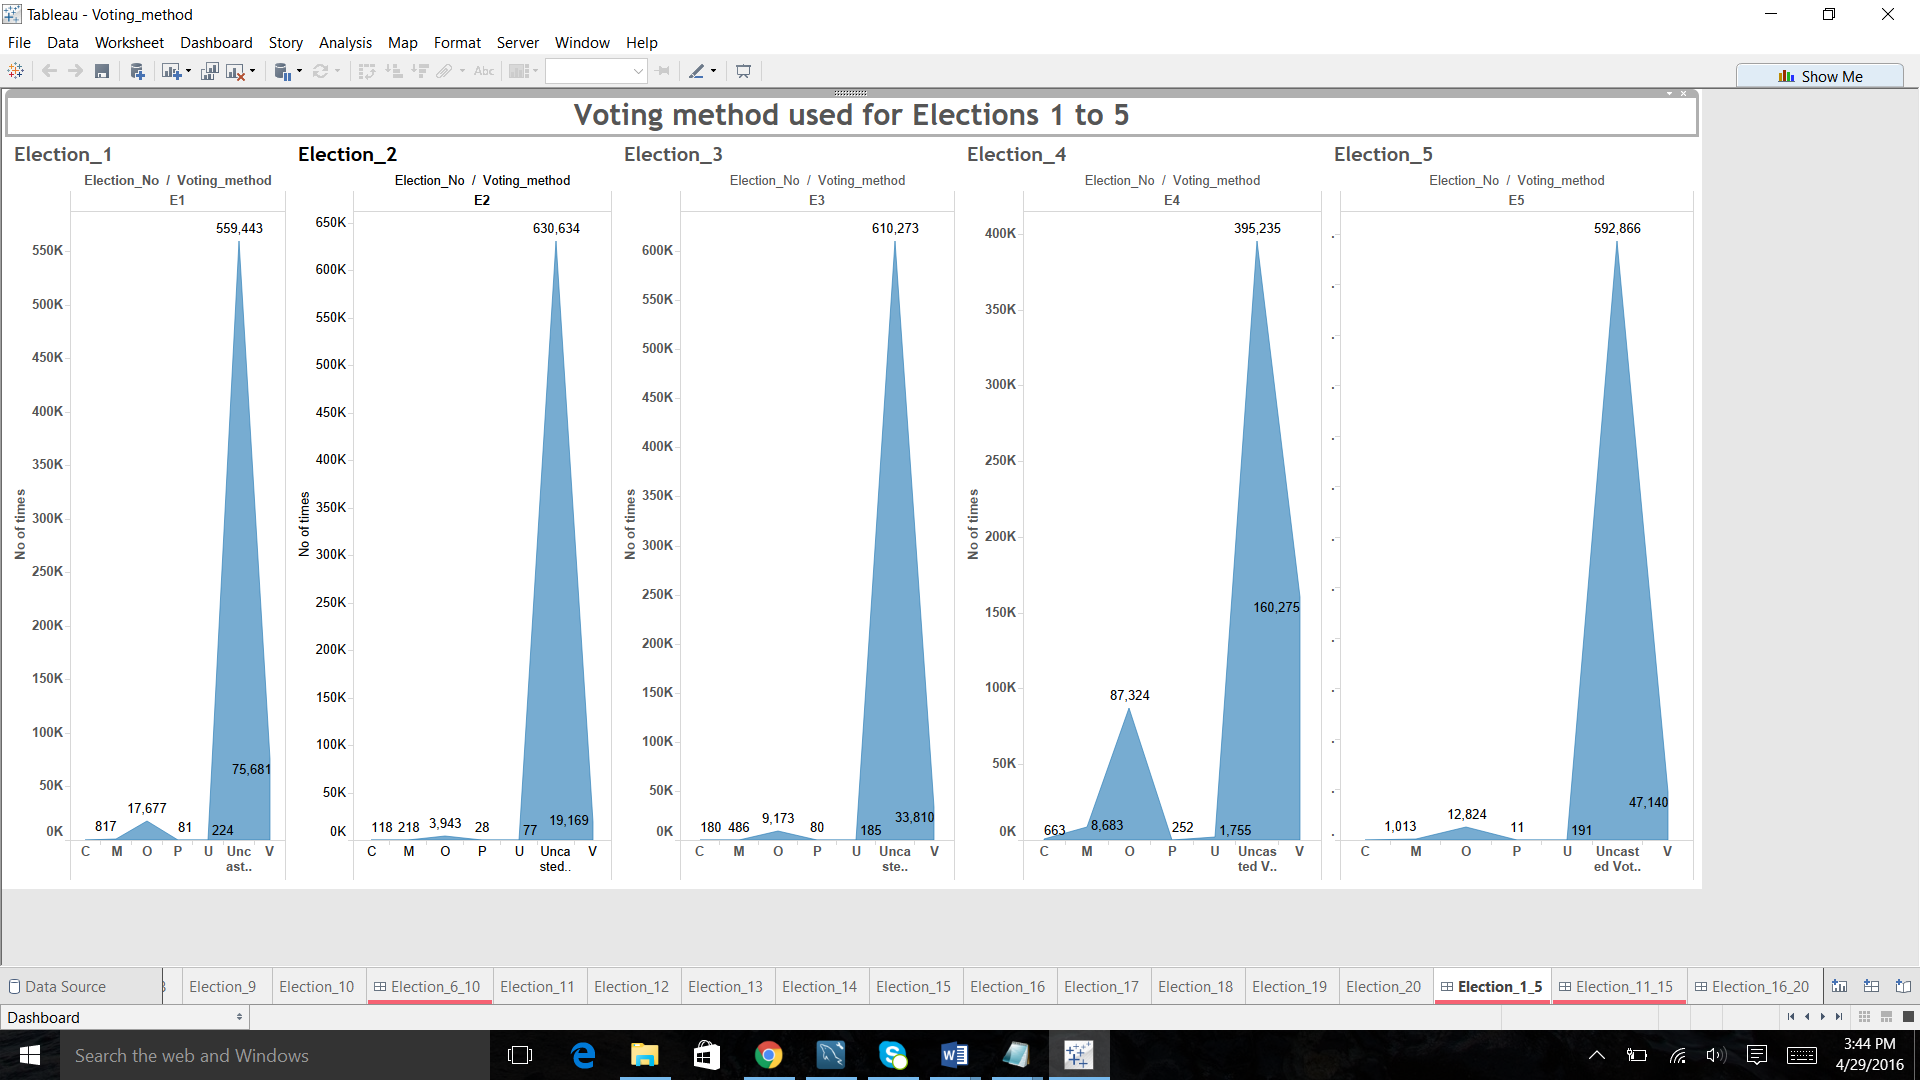 Tableau - Voting_method
File Data Worksheet Dashboard Story Analysis Map Format Server Window Help
Abc
Show Me
Voting method used for Elections 1 to 5
Election_1
Election_No / Voting_method
E1
No of times
550K
500K
450K
400K
350K
300K
250K
200K
150K
100K
50K
0K
559,443
75,681
17,677
817
81
224
C M O P U Unc V
ast..
Election_2
Election_No / Voting_method
E2
No of times
650K
600K
550K
500K
450K
400K
350K
300K
250K
200K
150K
100K
50K
0K
630,634
19,169
118 218 3,943 28 77
C M O P U Unca V
sted..
Election_3
Election_No / Voting_method
E3
No of times
600K
550K
500K
450K
400K
350K
300K
250K
200K
150K
100K
50K
0K
610,273
33,810
180 486 9,173 80 185
C M O P U Unca V
ste..
Election_4
Election_No / Voting_method
E4
No of times
400K
350K
300K
250K
200K
150K
100K
50K
0K
395,235
160,275
87,324
663 8,683 252 1,755
C M O P U Uncas V
ted V..
Election_5
Election_No / Voting_method
E5
592,866
47,140
1,013 12,824 11 191
C M O P U Uncast V
ed Vot..
Data Source Election_9 Election_10 Election_6_10 Election_11 Election_12 Election_13 Election_14 Election_15 Election_16 Election_17 Election_18 Election_19 Election_20 Election_1_5 Election_11_15 Election_16_20
Dashboard
Search the web and Windows
3:44 PM
4/29/2016